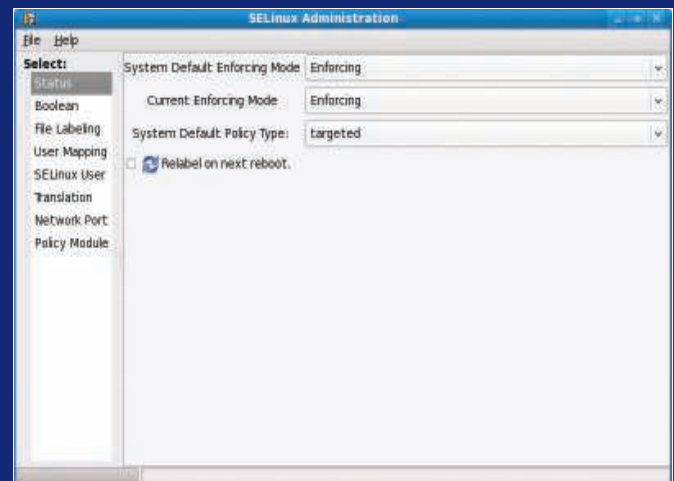 SELinux Administration
File Help
Select:
Status
Boolean
File Labeling
User Mapping
SELinux User
Translation
Network Port
Policy Module
System Default Enforcing Mode Enforcing
Current Enforcing Mode Enforcing
System Default Policy Type: targeted
Relabel on next reboot.